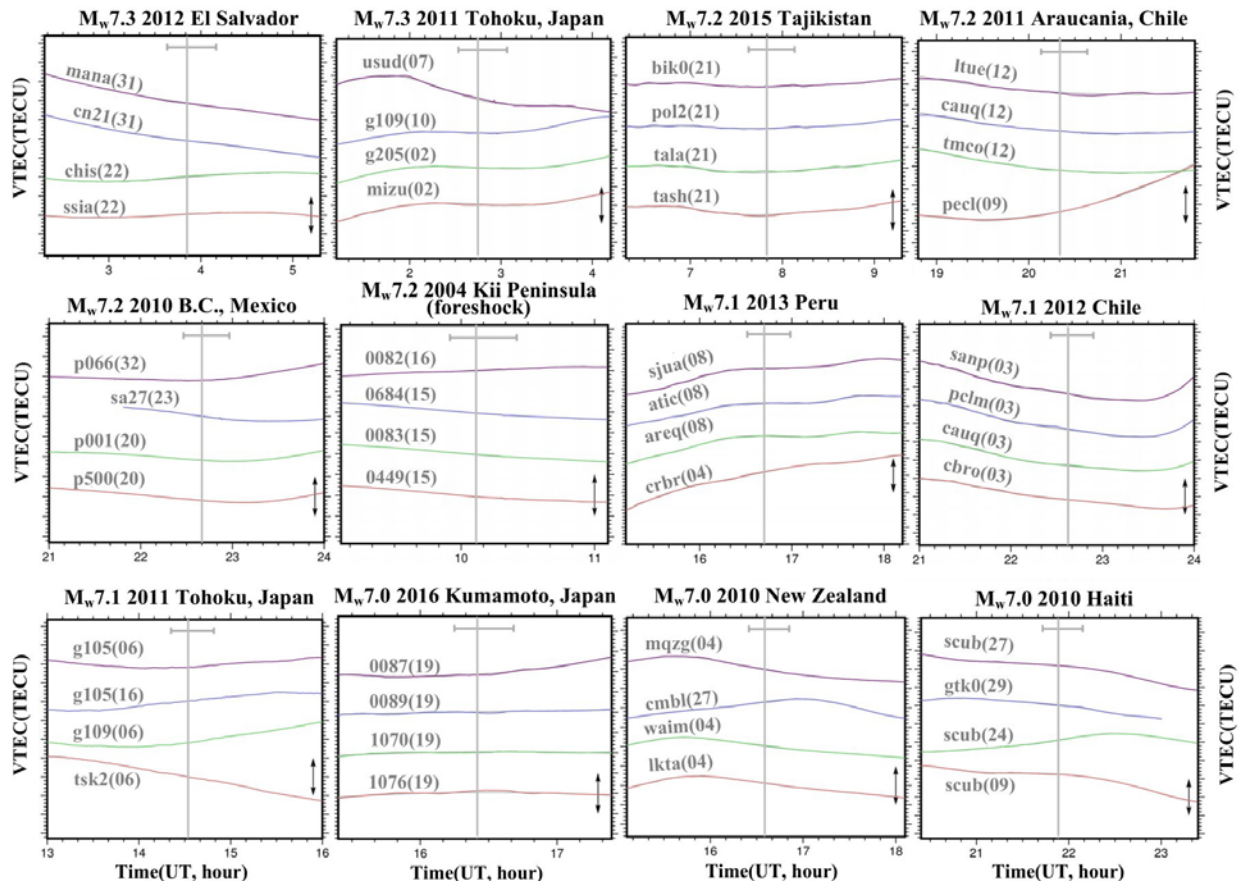 Mw7.3 2012 El Salvador
Mw7.3 2011 Tohoku, Japan
Mw7.2 2015 Tajikistan
Mw7.2 2011 Araucania, Chile
VTEC(TECU)
mana(31)
cn21(31)
chis(22)
ssia(22)
3 4 5
usud(07)
g109(10)
g205(02)
mizu(02)
2 3 4
bik0(21)
pol2(21)
tala(21)
tash(21)
7 8 9
ltue(12)
cauq(12)
tmco(12)
pecl(09)
19 20 21
VTEC(TECU)
Mw7.2 2010 B.C., Mexico
Mw7.2 2004 Kii Peninsula
(foreshock)
Mw7.1 2013 Peru
Mw7.1 2012 Chile
VTEC(TECU)
p066(32)
sa27(23)
p001(20)
p500(20)
21 22 23 24
0082(16)
0684(15)
0083(15)
0449(15)
10 11
sjua(08)
atic(08)
areq(08)
crbr(04)
16 17 18
sanp(03)
pclm(03)
cauq(03)
cbro(03)
21 22 23 24
VTEC(TECU)
Mw7.1 2011 Tohoku, Japan
Mw7.0 2016 Kumamoto, Japan
Mw7.0 2010 New Zealand
Mw7.0 2010 Haiti
VTEC(TECU)
g105(06)
g105(16)
g109(06)
tsk2(06)
13 14 15 16
Time(UT, hour)
0087(19)
0089(19)
1070(19)
1076(19)
16 17
Time(UT, hour)
mqzg(04)
cmbl(27)
waim(04)
lkta(04)
16 17 18
Time(UT, hour)
scub(27)
gtk0(29)
scub(24)
scub(09)
21 22 23
Time(UT, hour)
VTEC(TECU)